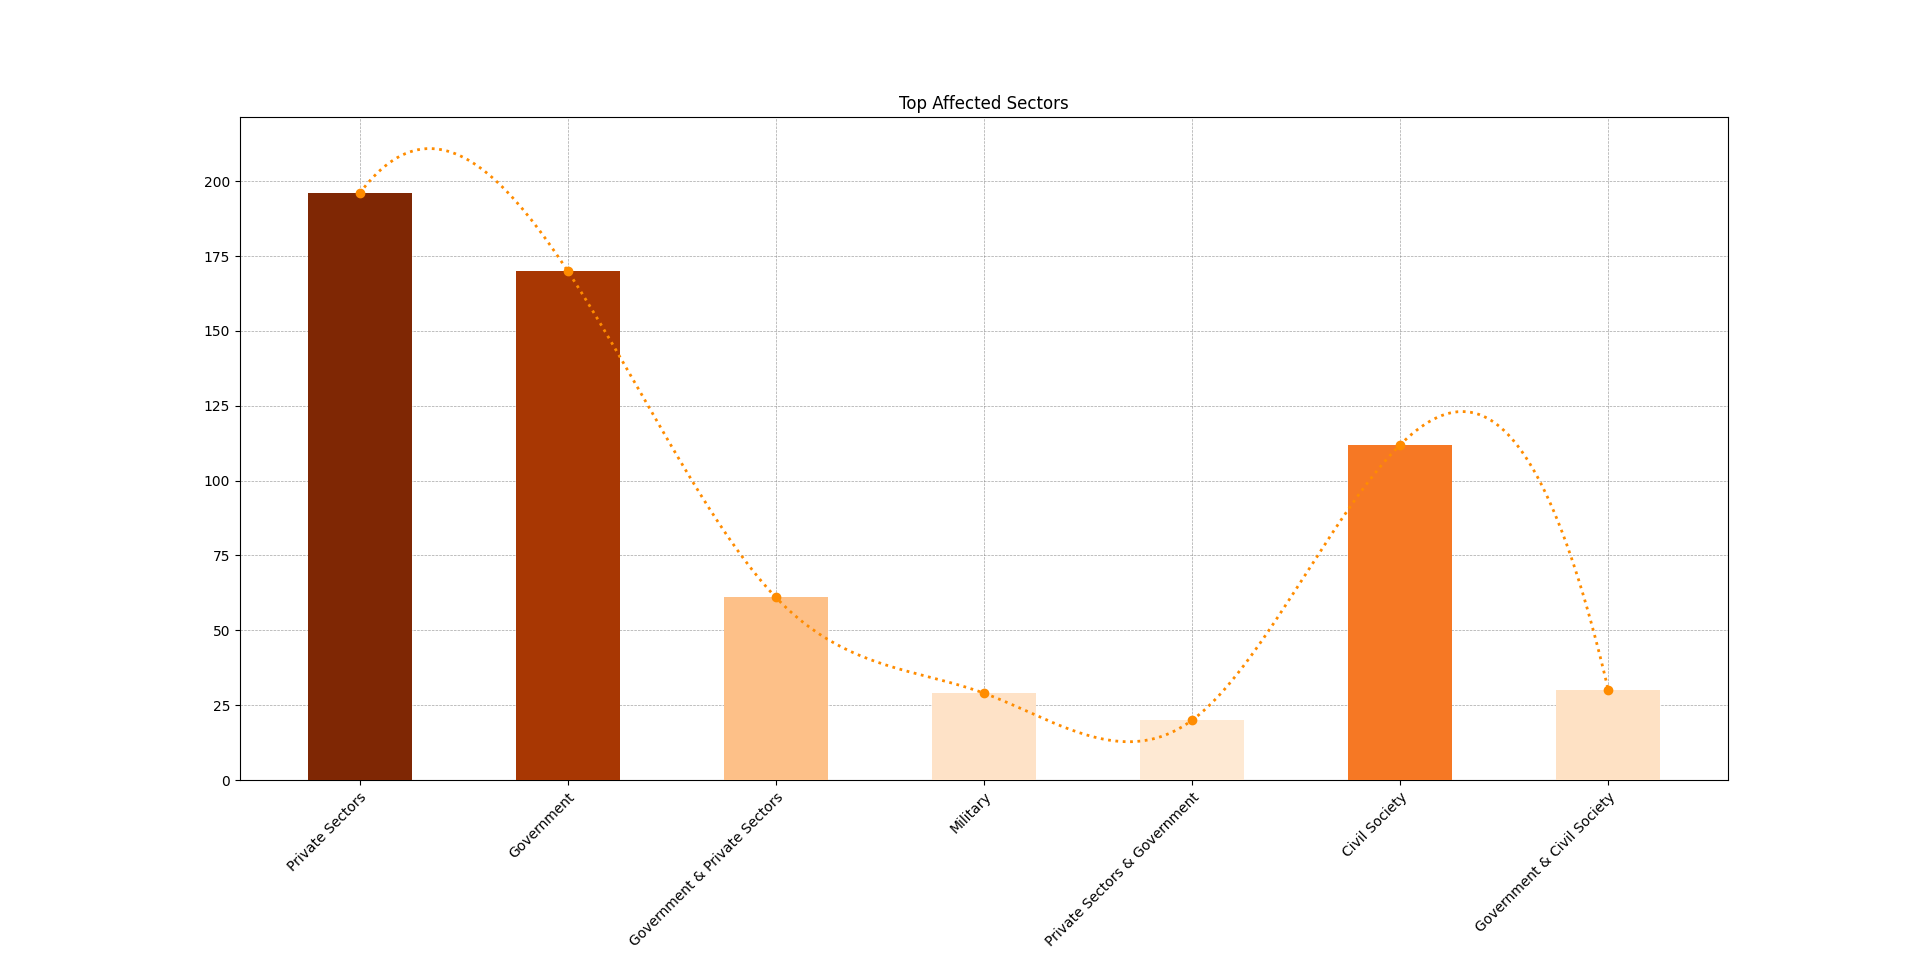 Top Affected Sectors
200
175
150
125
100
75
50
25
0
Private Sectors
Government
Government & Private Sectors
Military
Private Sectors & Government
Civil Society
Government & Civil Society